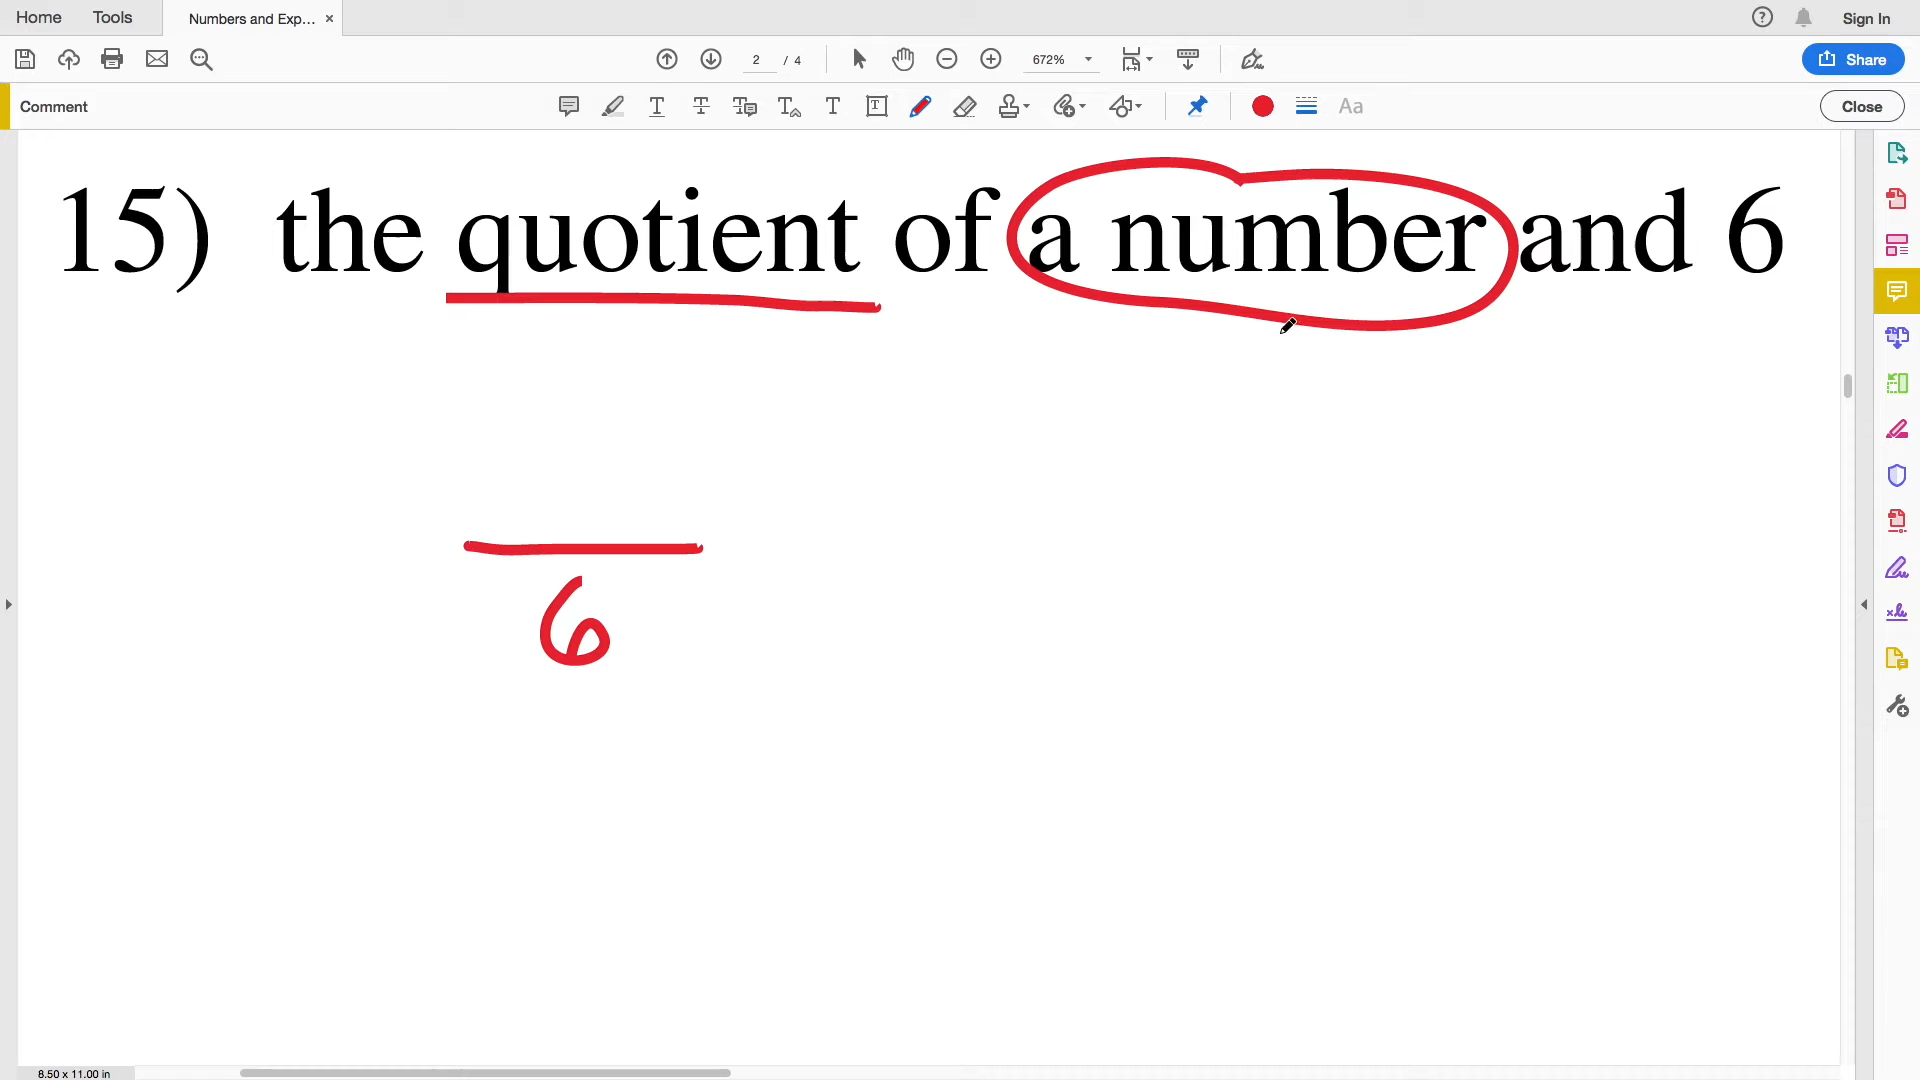 Home Tools Numbers and Exp... × Sign In
2 / 4 672% Share
Comment Aa Close
15) the quotient of a number and 6
6
8.50 x 11.00 in